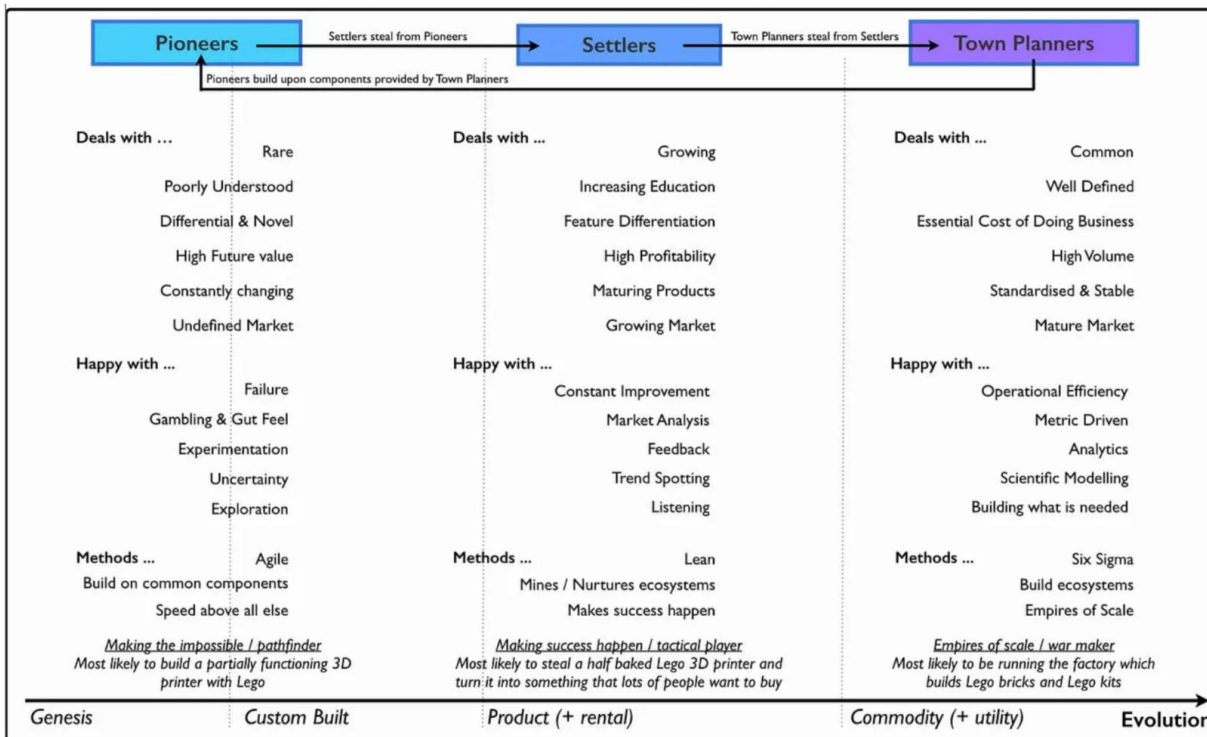 Pioneers
Settlers steal from Pioneers
Settlers
Town Planners steal from Settlers
Town Planners
Pioneers build upon components provided by Town Planners
Deals with ...
Rare
Poorly Understood
Differential & Novel
High Future value
Constantly changing
Undefined Market
Happy with ...
Failure
Gambling & Gut Feel
Experimentation
Uncertainty
Exploration
Methods ...
Agile
Build on common components
Speed above all else
Making the impossible / pathfinder
Most likely to build a partially functioning 3D
printer with Lego
Deals with ...
Growing
Increasing Education
Feature Differentiation
High Profitability
Maturing Products
Growing Market
Happy with ...
Constant Improvement
Market Analysis
Feedback
Trend Spotting
Listening
Methods ...
Lean
Mines / Nurtures ecosystems
Makes success happen
Making success happen / tactical player
Most likely to steal a half baked Lego 3D printer and
turn it into something that lots of people want to buy
Deals with ...
Common
Well Defined
Essential Cost of Doing Business
High Volume
Standardised & Stable
Mature Market
Happy with ...
Operational Efficiency
Metric Driven
Analytics
Scientific Modelling
Building what is needed
Methods ...
Six Sigma
Build ecosystems
Empires of Scale
Empires of scale / war maker
Most likely to be running the factory which
builds Lego bricks and Lego kits
Genesis
Custom Built
Product (+ rental)
Commodity (+ utility)
Evolution